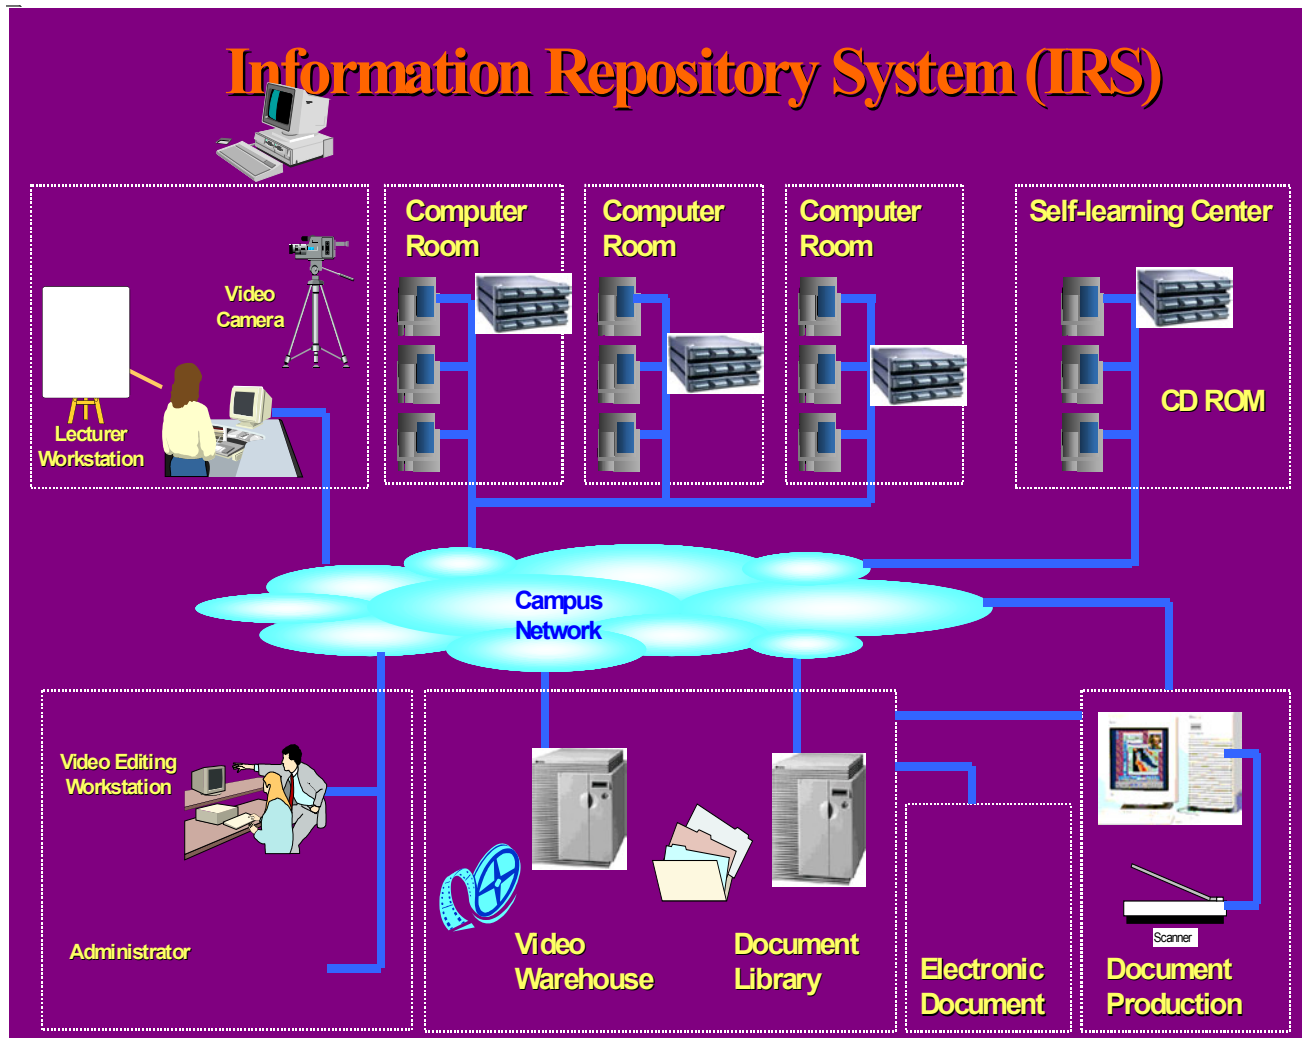 Information Repository System (IRS)
Computer
Room
Computer
Room
Computer
Room
Self-learning Center
Video
Camera
CD ROM
Lecturer
Workstation
Campus
Network
Video Editing
Workstation
Administrator
Video
Warehouse
Document
Library
Electronic
Document
Scanner
Document
Production